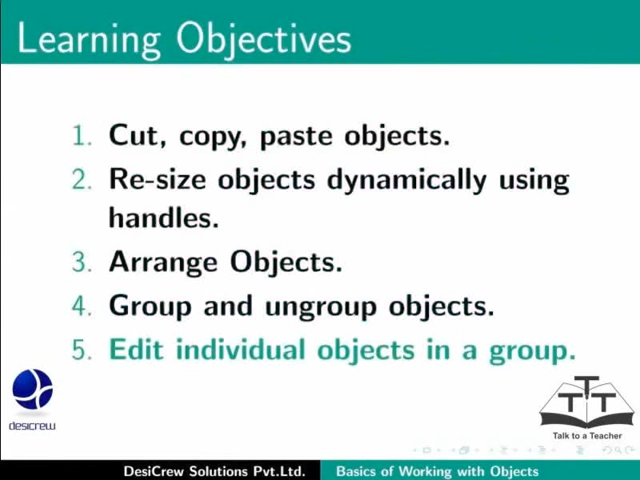 Learning Objectives
1. Cut, copy, paste objects.
2. Re-size objects dynamically using
handles.
3. Arrange Objects.
4. Group and ungroup objects.
5. Edit individual objects in a group.
desicrew
TTT
Talk to a Teacher
DesiCrew Solutions Pvt.Ltd. Basics of Working with Objects